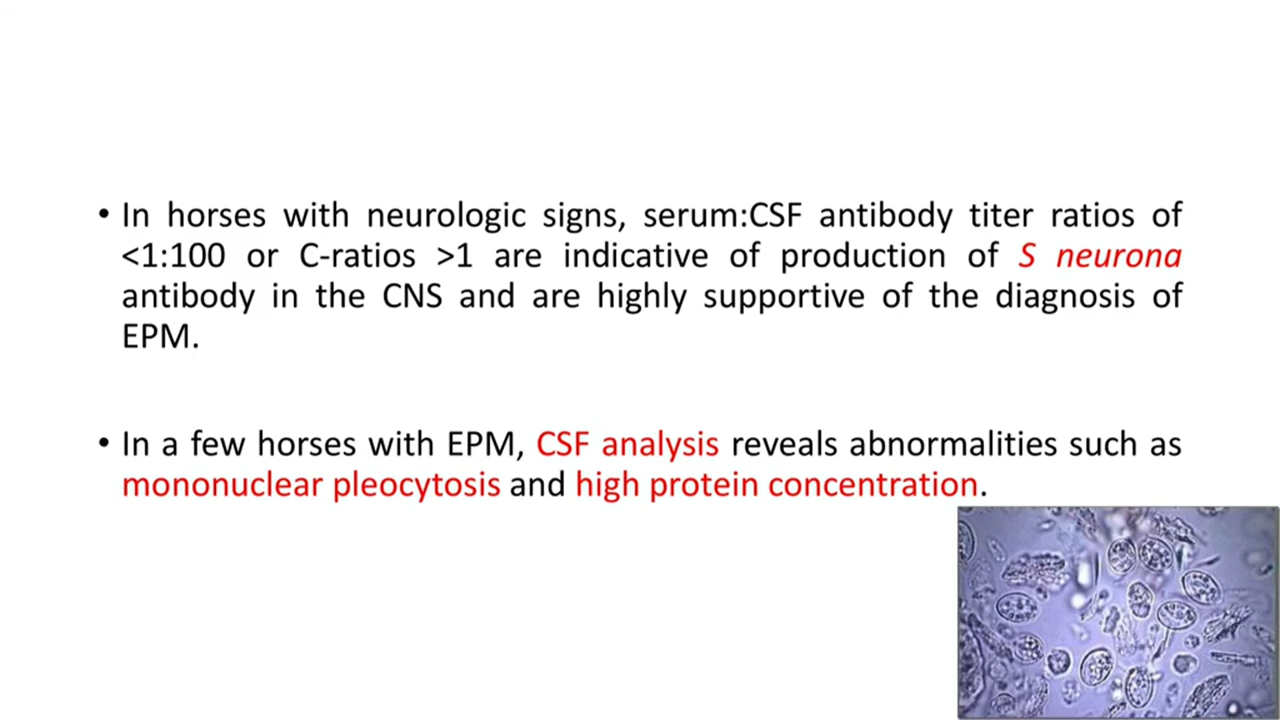 • In horses with neurologic signs, serum:CSF antibody titer ratios of
<1:100 or C-ratios >1 are indicative of production of S neurona
antibody in the CNS and are highly supportive of the diagnosis of
EPM.
• In a few horses with EPM, CSF analysis reveals abnormalities such as
mononuclear pleocytosis and high protein concentration.